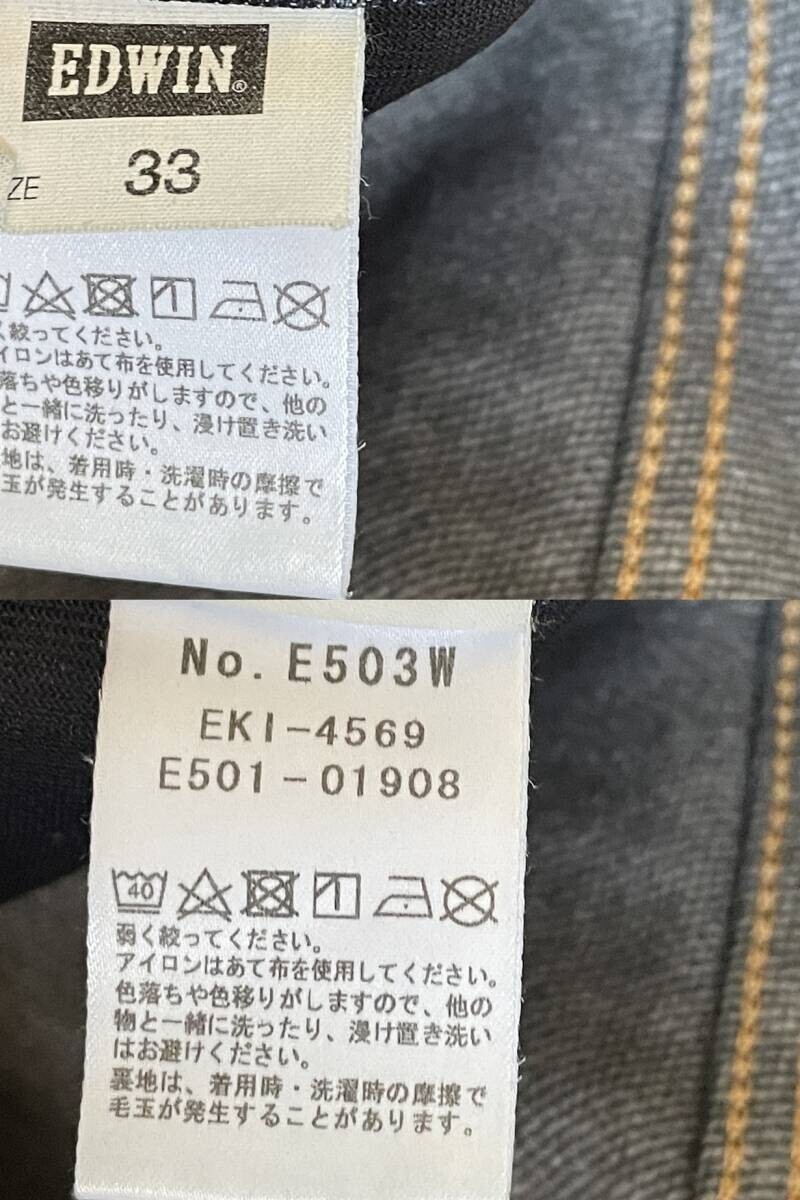 EDWIN®
ZE 33
く絞ってください。
イロンはあて布を使用してください。
落ちや色移りがしますので、他の
と一緒に洗ったり、浸け置き洗い
お避けください。
地は、着用時・洗濯時の摩擦で
玉が発生することがあります。
No. E503W
EKI-4569
E501-01908
40
弱く絞ってください。
アイロンはあて布を使用してください。
色落ちや色移りがしますので、他の
物と一緒に洗ったり、浸け置き洗い
はお避けください。
裏地は、着用時・洗濯時の摩擦で
毛玉が発生することがあります。